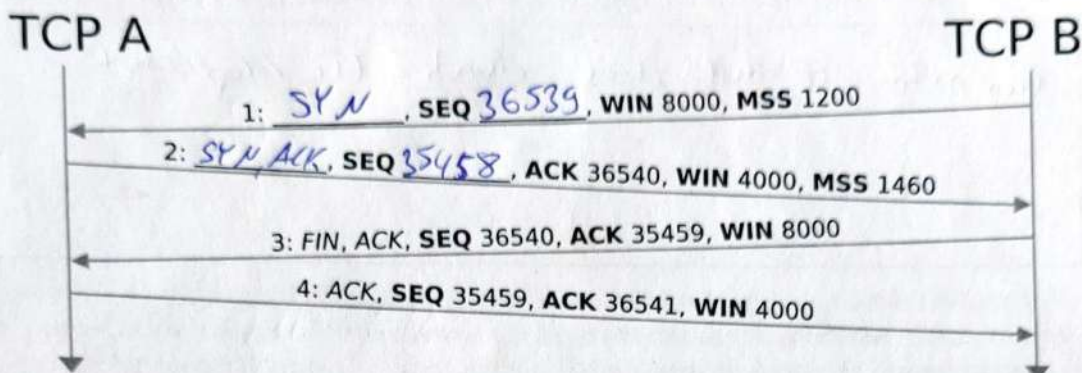 TCP A
TCP B
1: SYN, SEQ 36539, WIN 8000, MSS 1200
2: SYN, ACK, SEQ 35458, ACK 36540, WIN 4000, MSS 1460
3: FIN, ACK, SEQ 36540, ACK 35459, WIN 8000
4: ACK, SEQ 35459, ACK 36541, WIN 4000